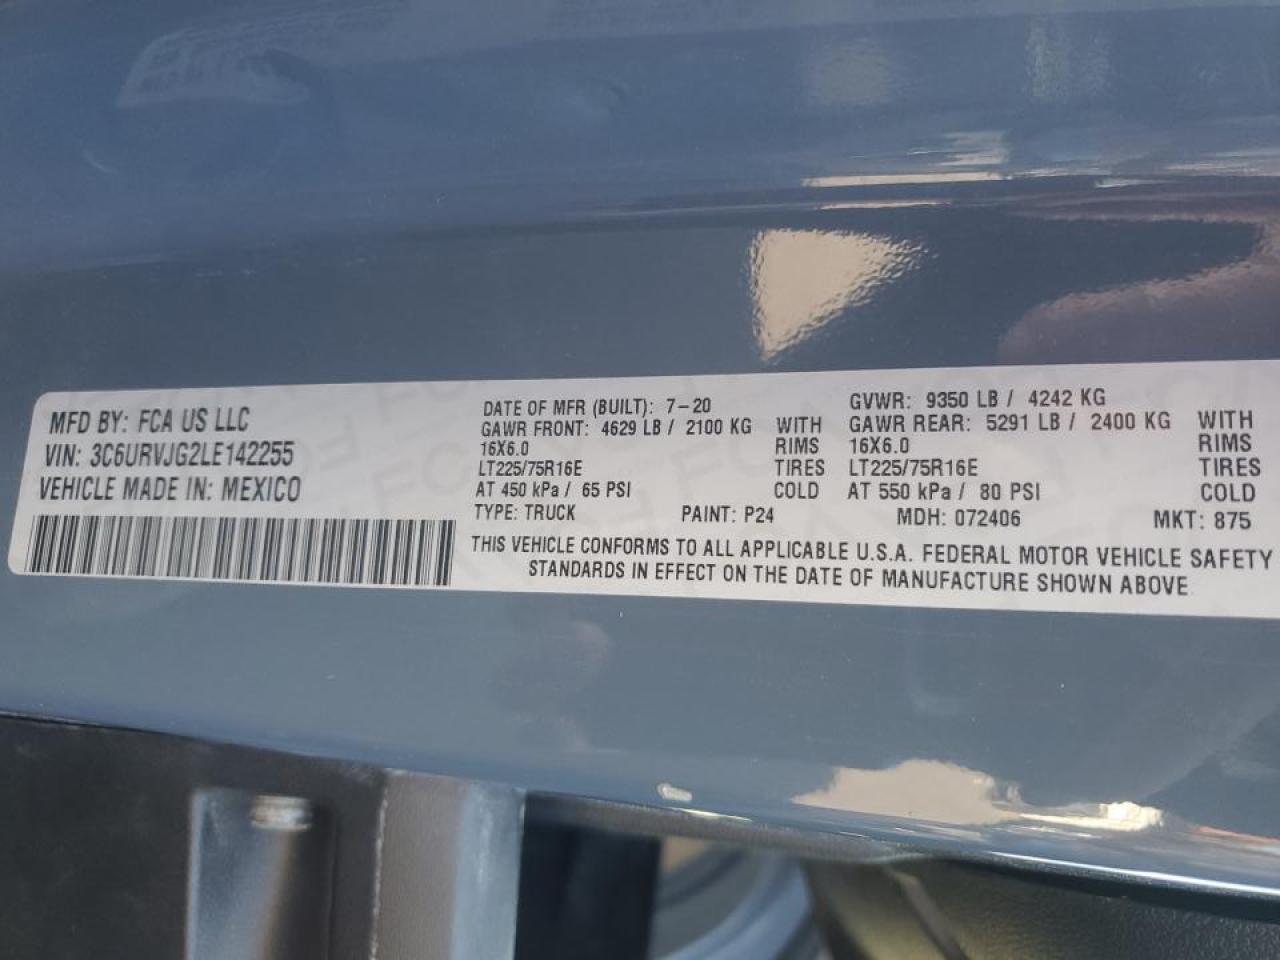 MFD BY: FCA US LLC
VIN: 3C6URVJG2LE142255
VEHICLE MADE IN: MEXICO
DATE OF MFR (BUILT): 7-20 GVWR: 9350 LB / 4242 KG
GAWR FRONT: 4629 LB / 2100 KG WITH GAWR REAR: 5291 LB / 2400 KG WITH
16X6.0 RIMS 16X6.0 RIMS
LT225/75R16E TIRES LT225/75R16E TIRES
AT 450 kPa / 65 PSI COLD AT 550 kPa / 80 PSI COLD
TYPE: TRUCK PAINT: P24 MDH: 072406 MKT: 875
THIS VEHICLE CONFORMS TO ALL APPLICABLE U.S.A. FEDERAL MOTOR VEHICLE SAFETY
STANDARDS IN EFFECT ON THE DATE OF MANUFACTURE SHOWN ABOVE